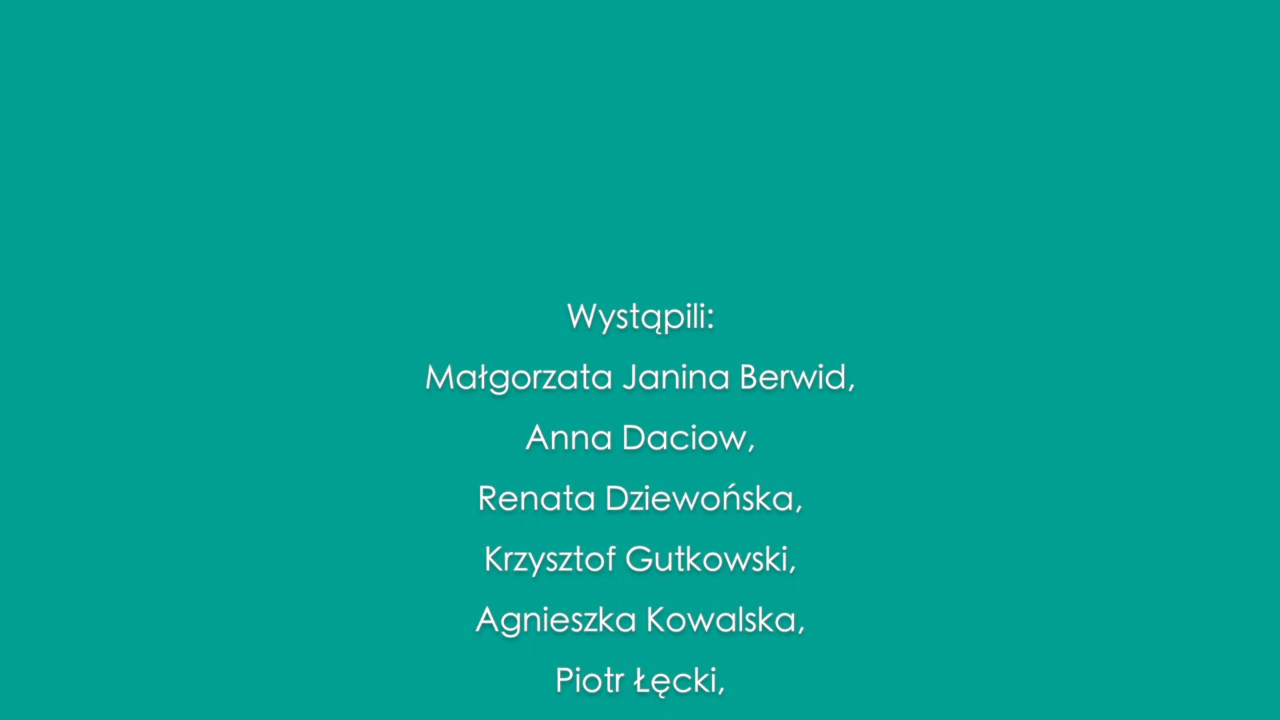 Wystąpili:
Małgorzata Janina Berwid,
Anna Daciow,
Renata Dziewońska,
Krzysztof Gutkowski,
Agnieszka Kowalska,
Piotr Łęcki,